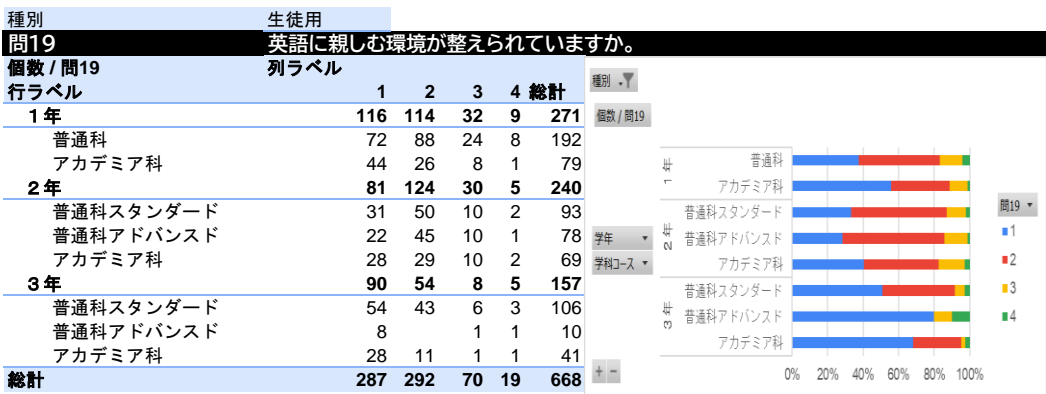 種別 生徒用
問19 英語に親しむ環境が整えられていますか。
個数 / 問19 列ラベル
行ラベル 1 2 3 4 総計
1年 116 114 32 9 271
普通科 72 88 24 8 192
アカデミア科 44 26 8 1 79
2年 81 124 30 5 240
普通科スタンダード 31 50 10 2 93
普通科アドバンスド 22 45 10 1 78
アカデミア科 28 29 10 2 69
3年 90 54 8 5 157
普通科スタンダード 54 43 6 3 106
普通科アドバンスド 8 1 1 10
アカデミア科 28 11 1 1 41
総計 287 292 70 19 668
種別
個数 / 問19
学年
学科コース
1年
普通科
アカデミア科
2年
普通科スタンダード
普通科アドバンスド
アカデミア科
3年
普通科スタンダード
普通科アドバンスド
アカデミア科
0% 20% 40% 60% 80% 100%
問19
1
2
3
4
+ -